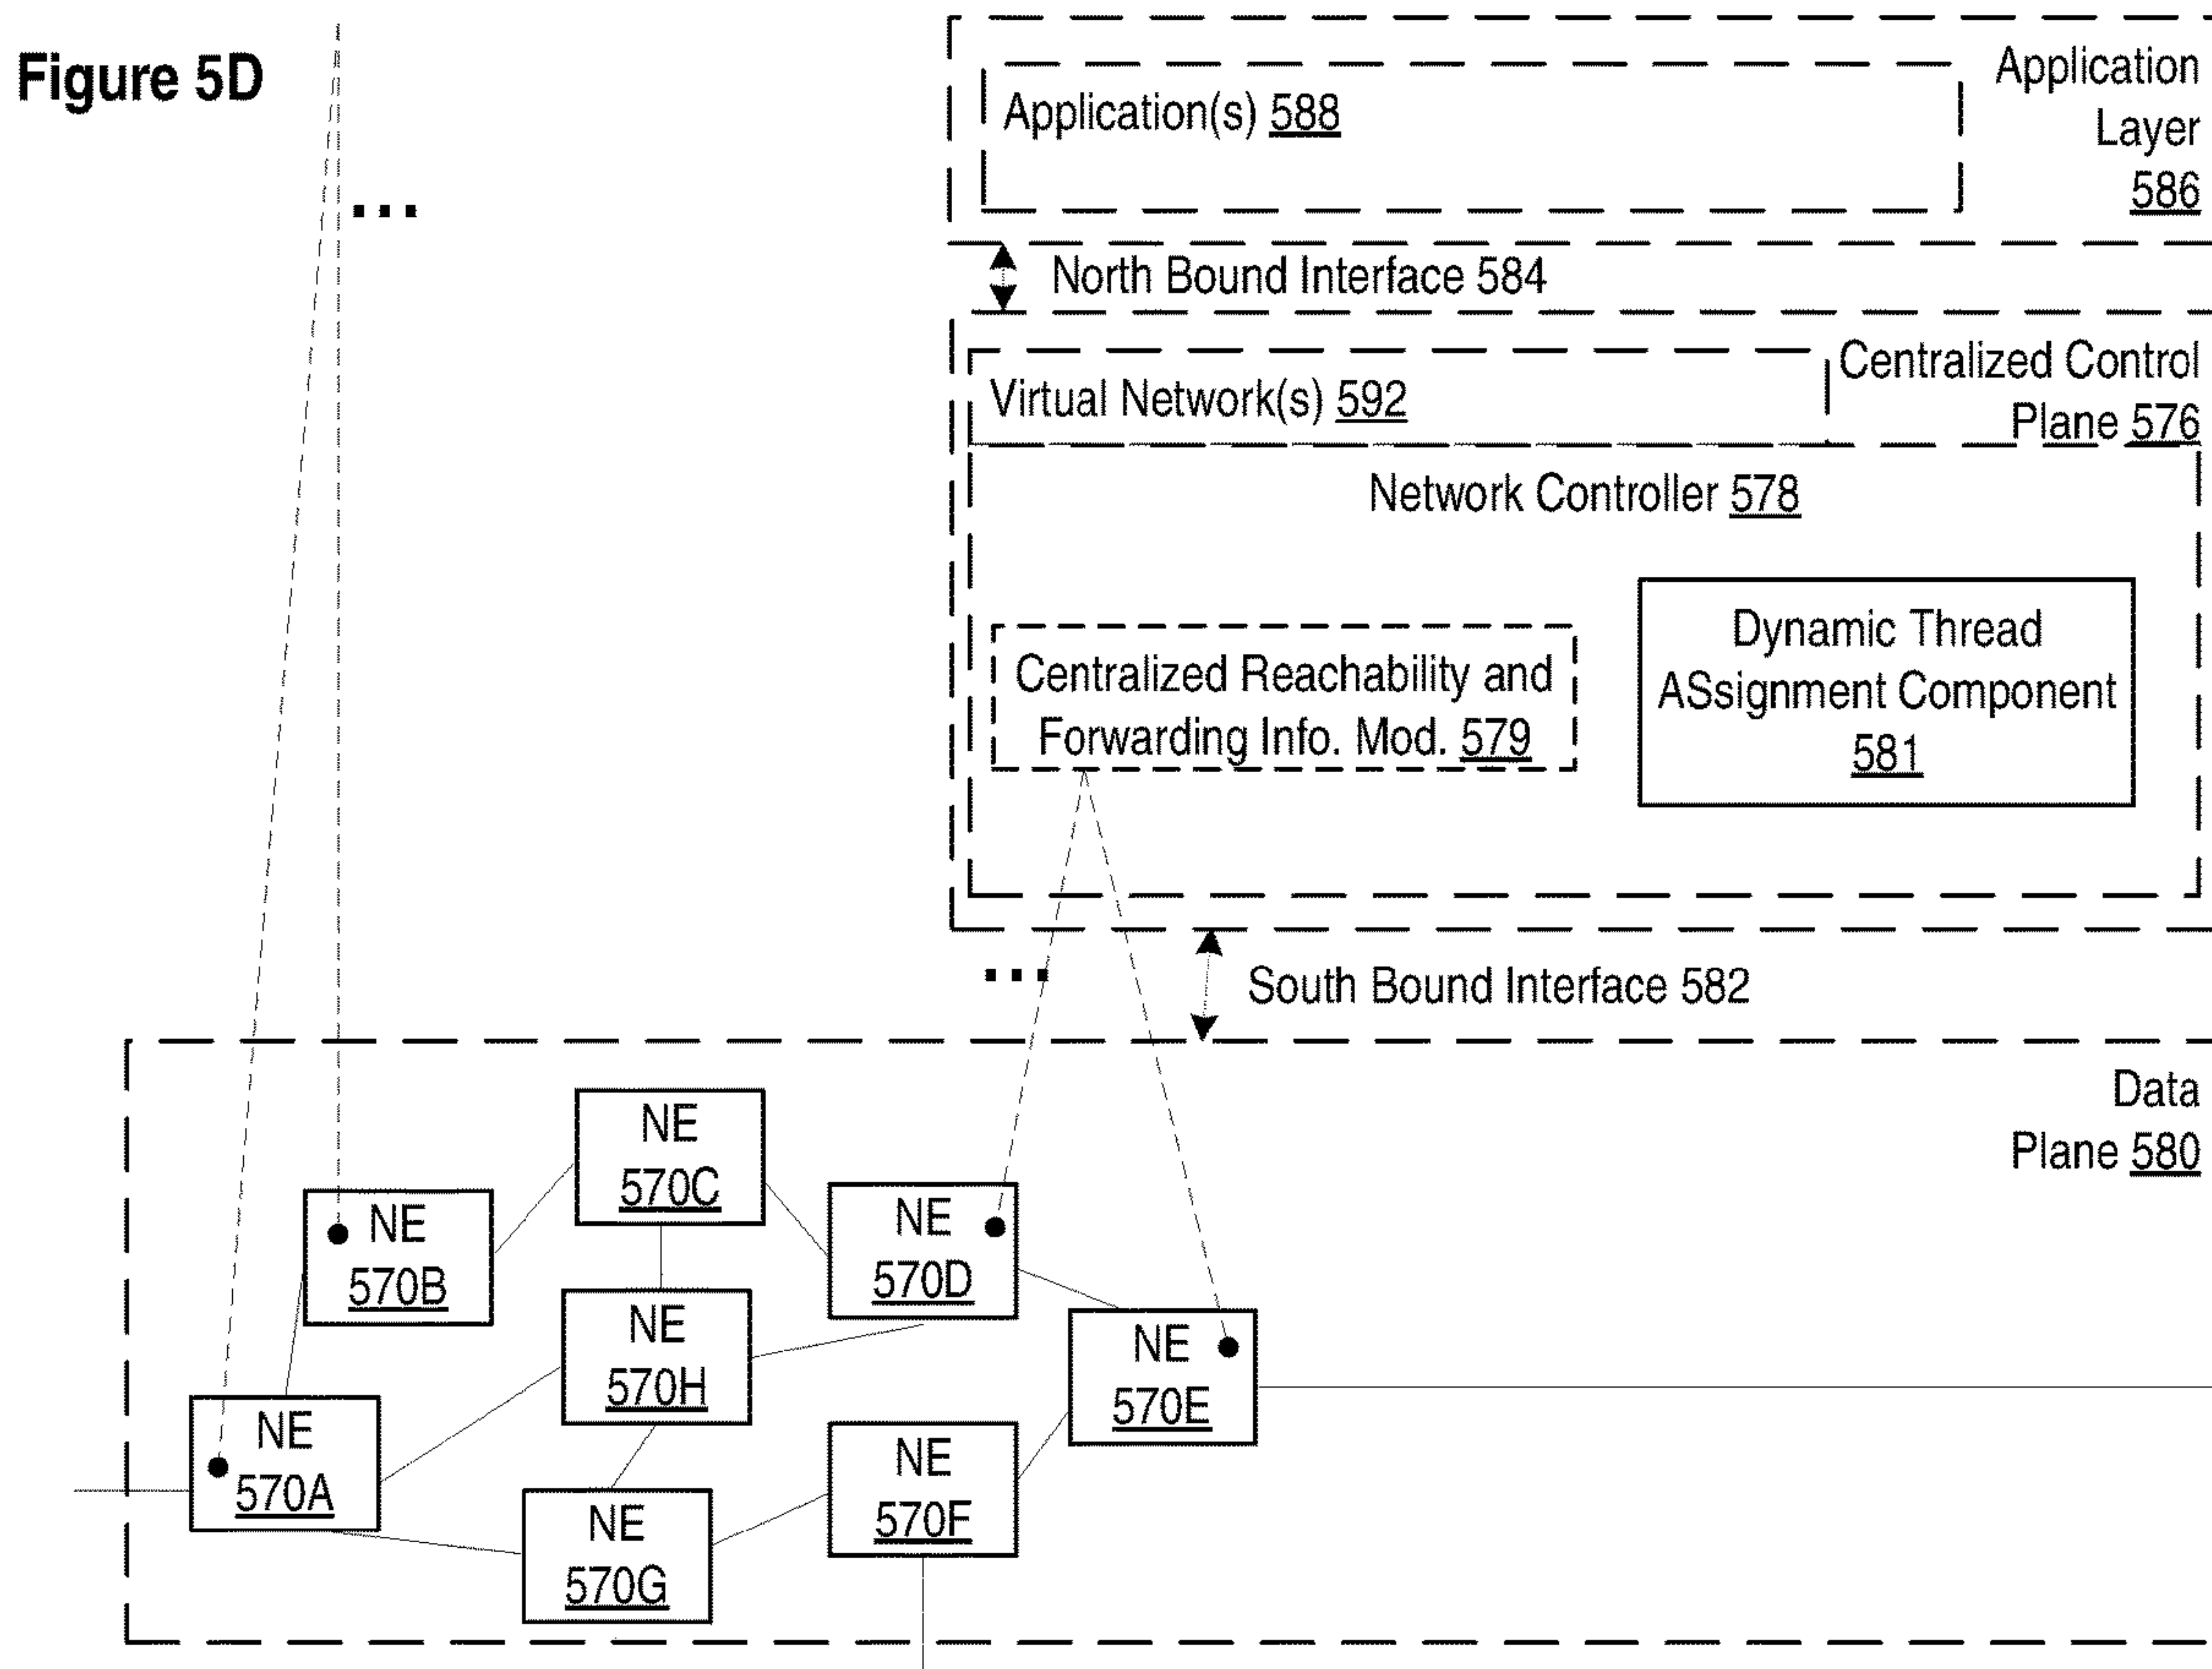 Figure 5D
Application(s) 588
Application
Layer
586
North Bound Interface 584
Virtual Network(s) 592
Centralized Control
Plane 576
Network Controller 578
Centralized Reachability and
Forwarding Info. Mod. 579
Dynamic Thread
ASsignment Component
581
...
...
South Bound Interface 582
Data
Plane 580
NE
570C
NE
570B
NE
570D
NE
570H
NE
570E
NE
570A
NE
570F
NE
570G